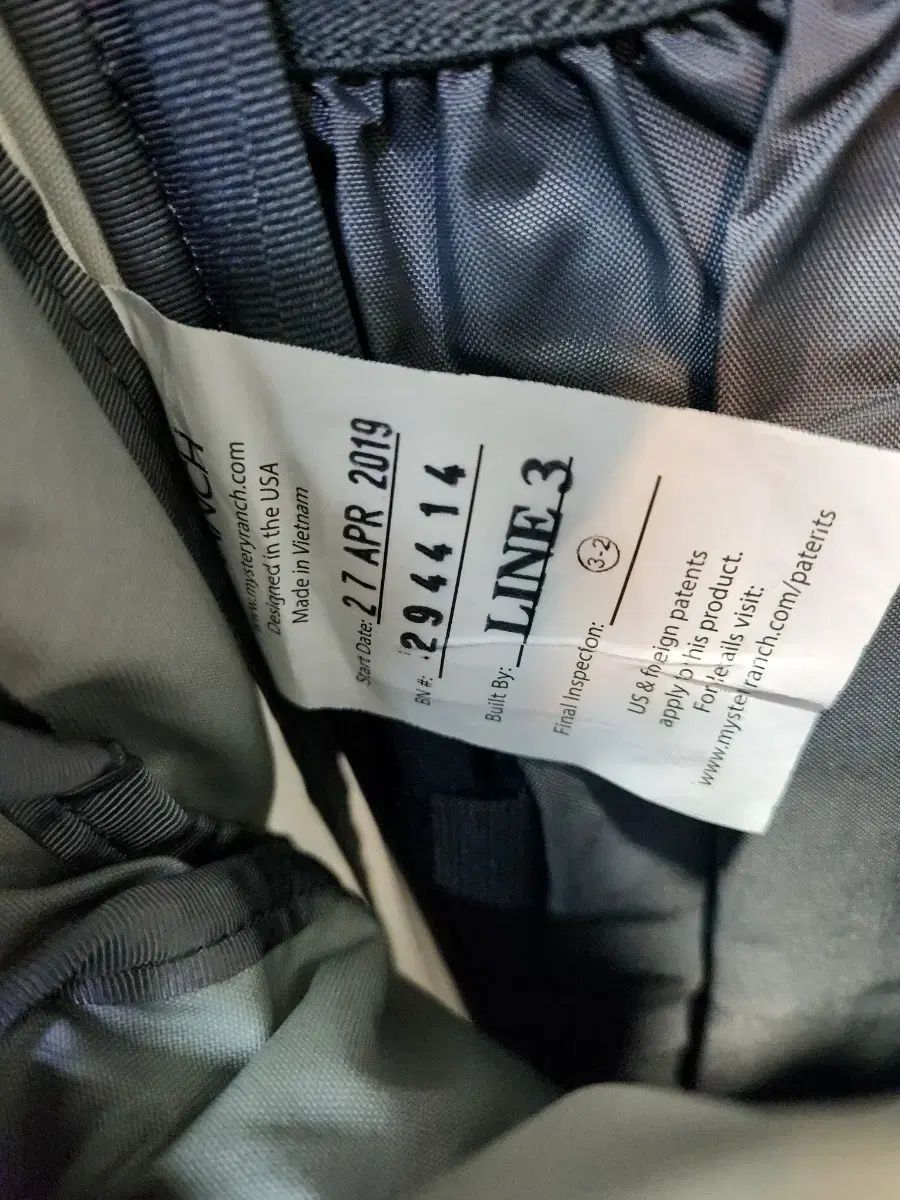 www.mysteryranch.com
Designed in the USA
Made in Vietnam
Start Date: 27 APR 2019
BN #: 294414
Built By: LINE 3
Final Inspection: 3-2
US & foreign patents
apply to this product.
For details visit:
www.mysteryranch.com/patents